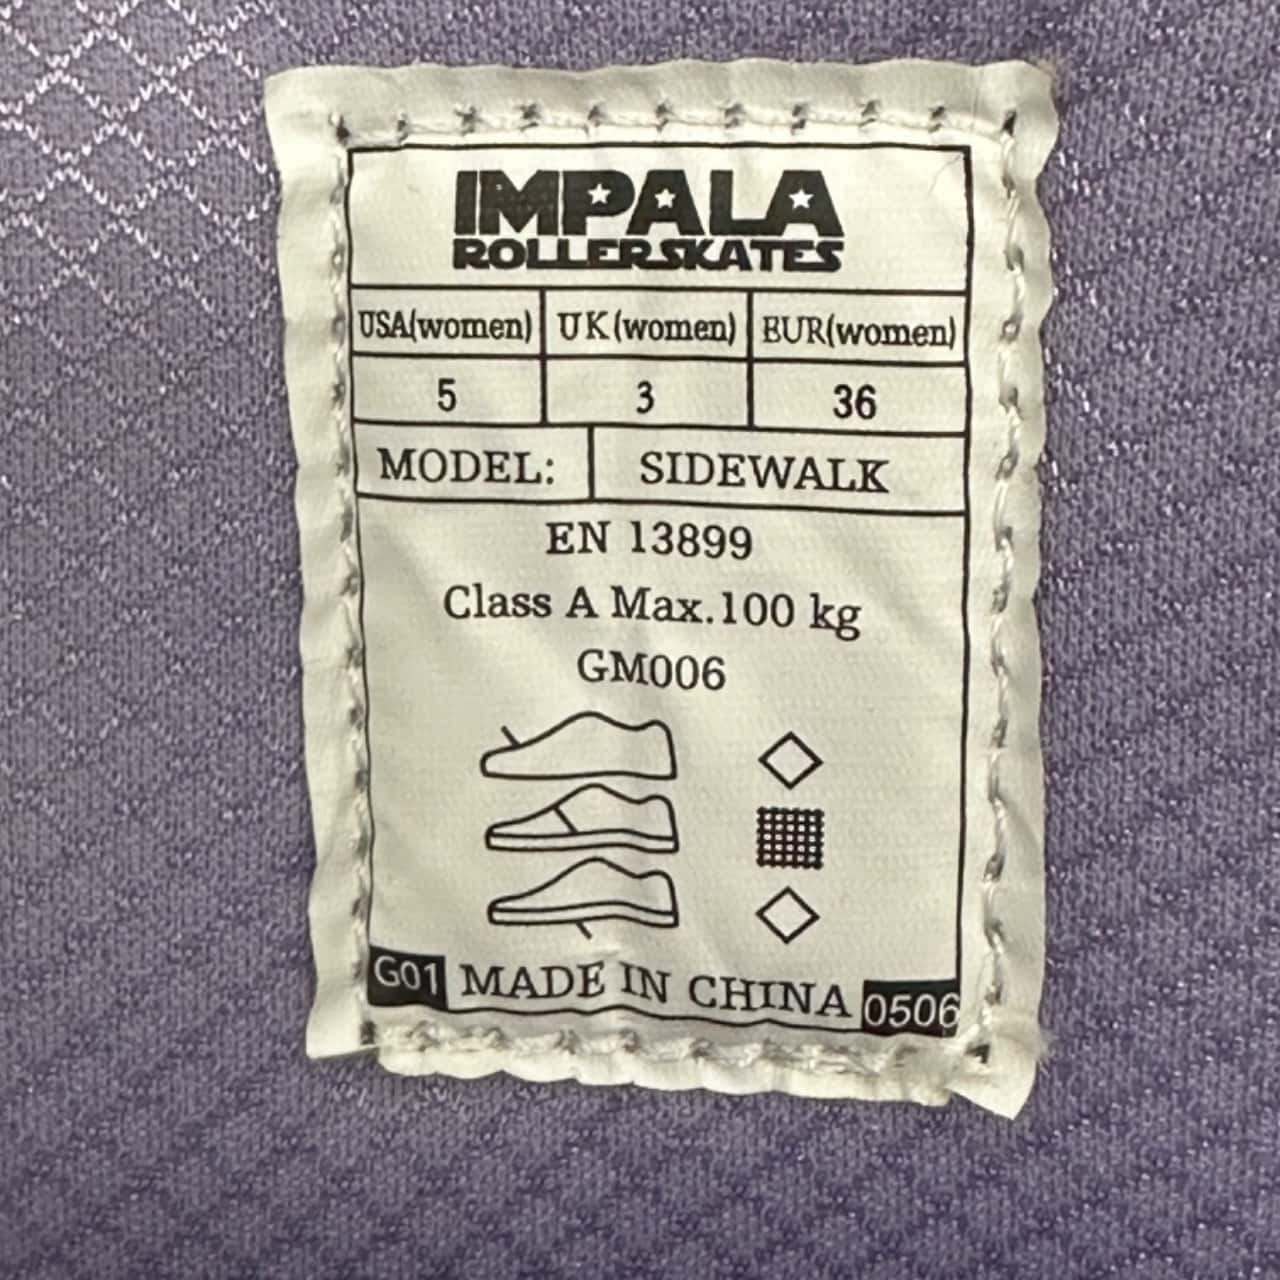 IMPALA
ROLLERSKATES
USA(women) UK(women) EUR(women)
5 3 36
MODEL: SIDEWALK
EN 13899
Class A Max.100 kg
GM006
G01 MADE IN CHINA 0506